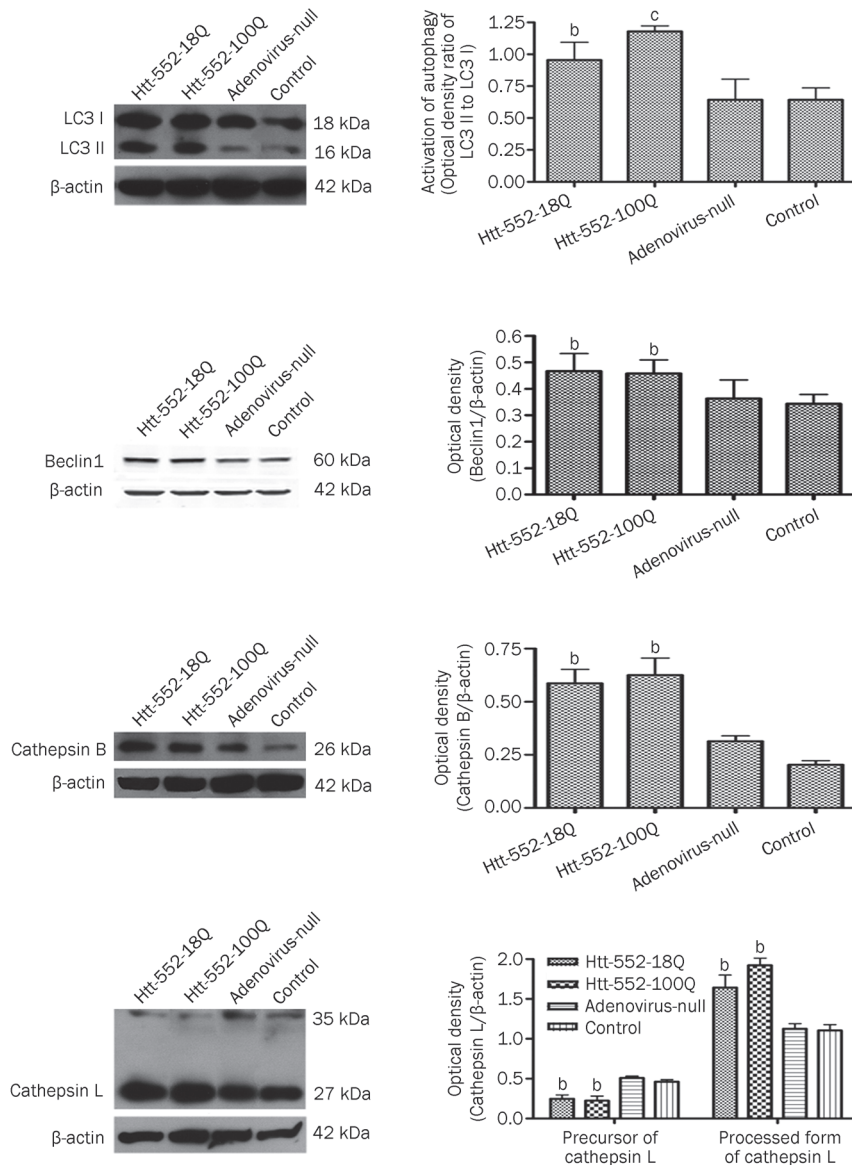 Htt-552-18Q
Htt-552-100Q
Adenovirus-null
Control
LC3 I
18 kDa
LC3 II
16 kDa
β-actin
42 kDa
Activation of autophagy
(Optical density ratio of
LC3 II to LC3 I)
1.25
1.00
0.75
0.50
0.25
0.00
b
c
Htt-552-18Q
Htt-552-100Q
Adenovirus-null
Control
Htt-552-18Q
Htt-552-100Q
Adenovirus-null
Control
Beclin1
60 kDa
β-actin
42 kDa
Optical density
(Beclin1/β-actin)
0.6
0.5
0.4
0.3
0.2
0.1
0.0
b
b
Htt-552-18Q
Htt-552-100Q
Adenovirus-null
Control
Htt-552-18Q
Htt-552-100Q
Adenovirus-null
Control
Cathepsin B
26 kDa
β-actin
42 kDa
Optical density
(Cathepsin B/β-actin)
0.75
0.50
0.25
0.00
b
b
Htt-552-18Q
Htt-552-100Q
Adenovirus-null
Control
Htt-552-18Q
Htt-552-100Q
Adenovirus-null
Control
35 kDa
Cathepsin L
27 kDa
β-actin
42 kDa
Optical density
(Cathepsin L/β-actin)
2.0
1.5
1.0
0.5
0.0
Htt-552-18Q
Htt-552-100Q
Adenovirus-null
Control
b
b
b
b
Precursor of
cathepsin L
Processed form
of cathepsin L